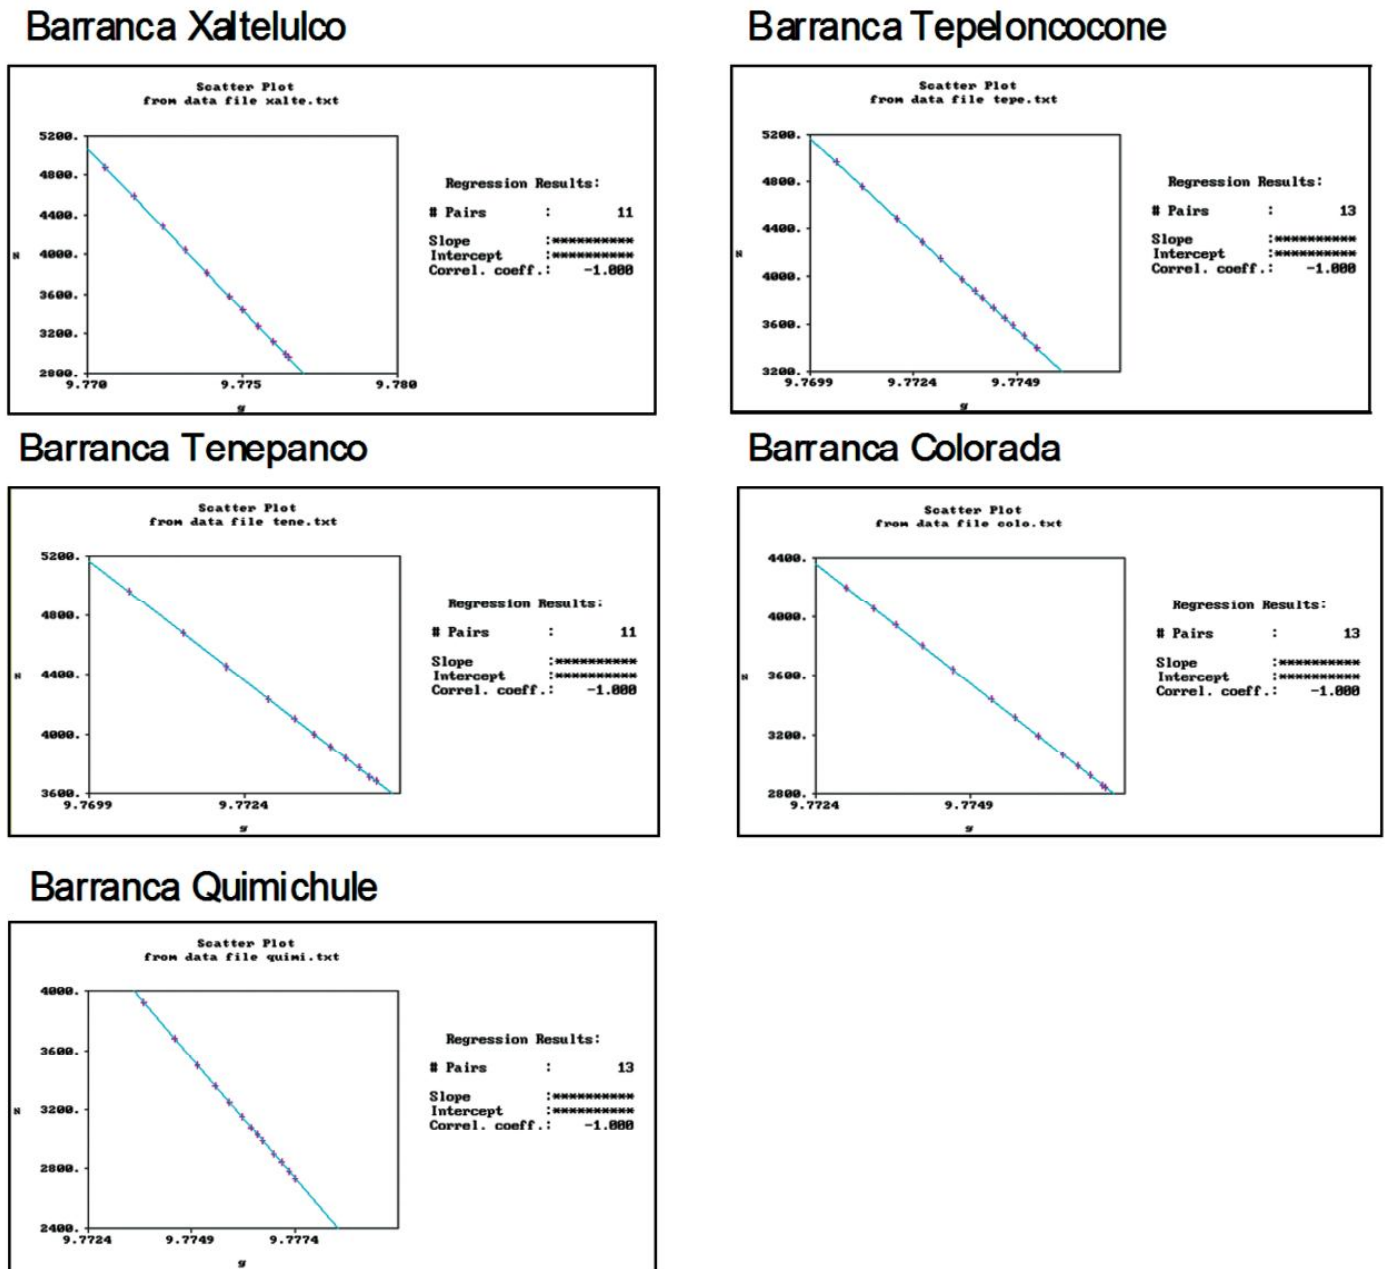 Barranca Xaltelulco
Scatter Plot
from data file xalte.txt
5200.
4800.
4400.
4000.
3600.
3200.
2800.
N
9.770
9.775
9.780
g
Regression Results:
# Pairs : 11
Slope :**********
Intercept :**********
Correl. coeff.: -1.000
Barranca Tepeloncocone
Scatter Plot
from data file tepe.txt
5200.
4800.
4400.
4000.
3600.
3200.
N
9.7699
9.7724
9.7749
g
Regression Results:
# Pairs : 13
Slope :**********
Intercept :**********
Correl. coeff.: -1.000
Barranca Tenepanco
Scatter Plot
from data file tene.txt
5200.
4800.
4400.
4000.
3600.
N
9.7699
9.7724
g
Regression Results:
# Pairs : 11
Slope :**********
Intercept :**********
Correl. coeff.: -1.000
Barranca Colorada
Scatter Plot
from data file colo.txt
4400.
4000.
3600.
3200.
2800.
N
9.7724
9.7749
g
Regression Results:
# Pairs : 13
Slope :**********
Intercept :**********
Correl. coeff.: -1.000
Barranca Quimichule
Scatter Plot
from data file quimi.txt
4000.
3600.
3200.
2800.
2400.
N
9.7724
9.7749
9.7774
g
Regression Results:
# Pairs : 13
Slope :**********
Intercept :**********
Correl. coeff.: -1.000